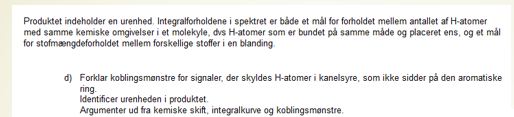 Produktet indeholder en urenhed. Integralforholdene i spektret er både et mål for forholdet mellem antallet af H-atomer
med samme kemiske omgivelser i et molekyle, dvs H-atomer som er bundet på samme måde og placeret ens, og et mål
for stofmængdeforholdet mellem forskellige stoffer i en blanding.
d) Forklar koblingsmønstre for signaler, der skyldes H-atomer i kanelsyre, som ikke sidder på den aromatiske
ring.
Identificer urenheden i produktet.
Argumenter ud fra kemiske skift, integralkurve og koblingsmønstre.